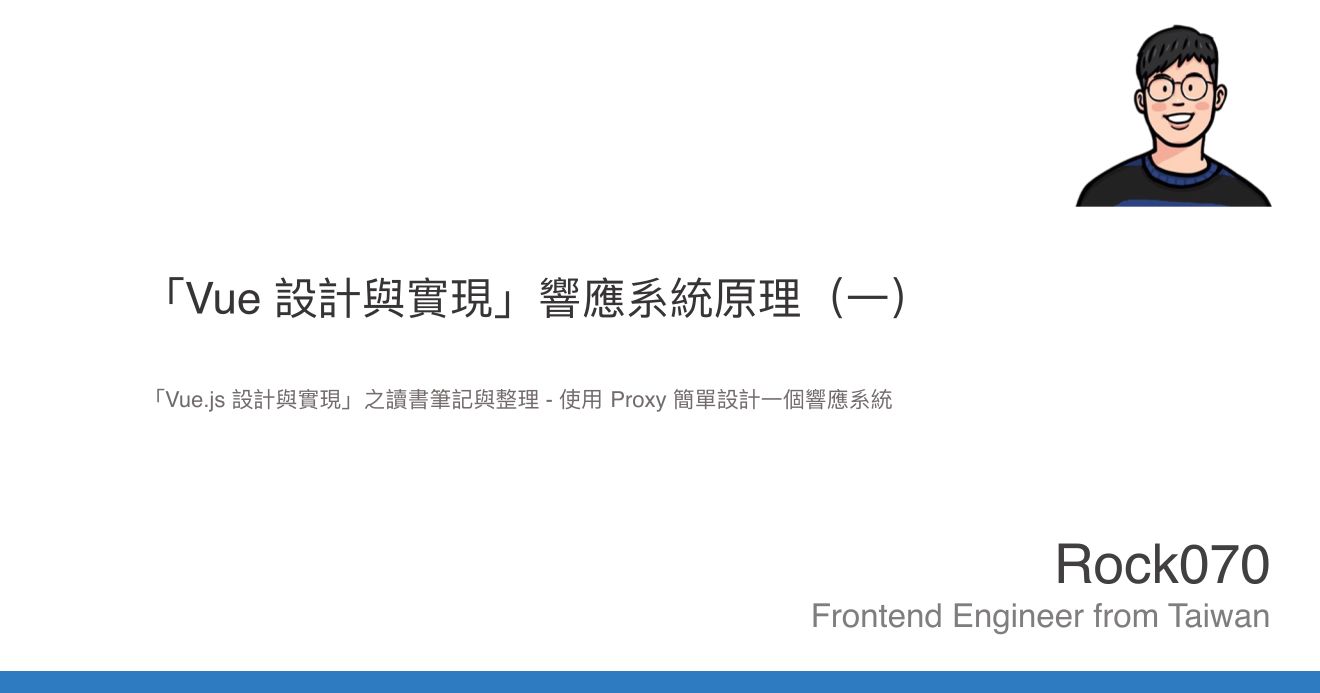 「Vue 設計與實現」響應系統原理（一）
「Vue.js 設計與實現」之讀書筆記與整理 - 使用 Proxy 簡單設計一個響應系統
Rock070
Frontend Engineer from Taiwan